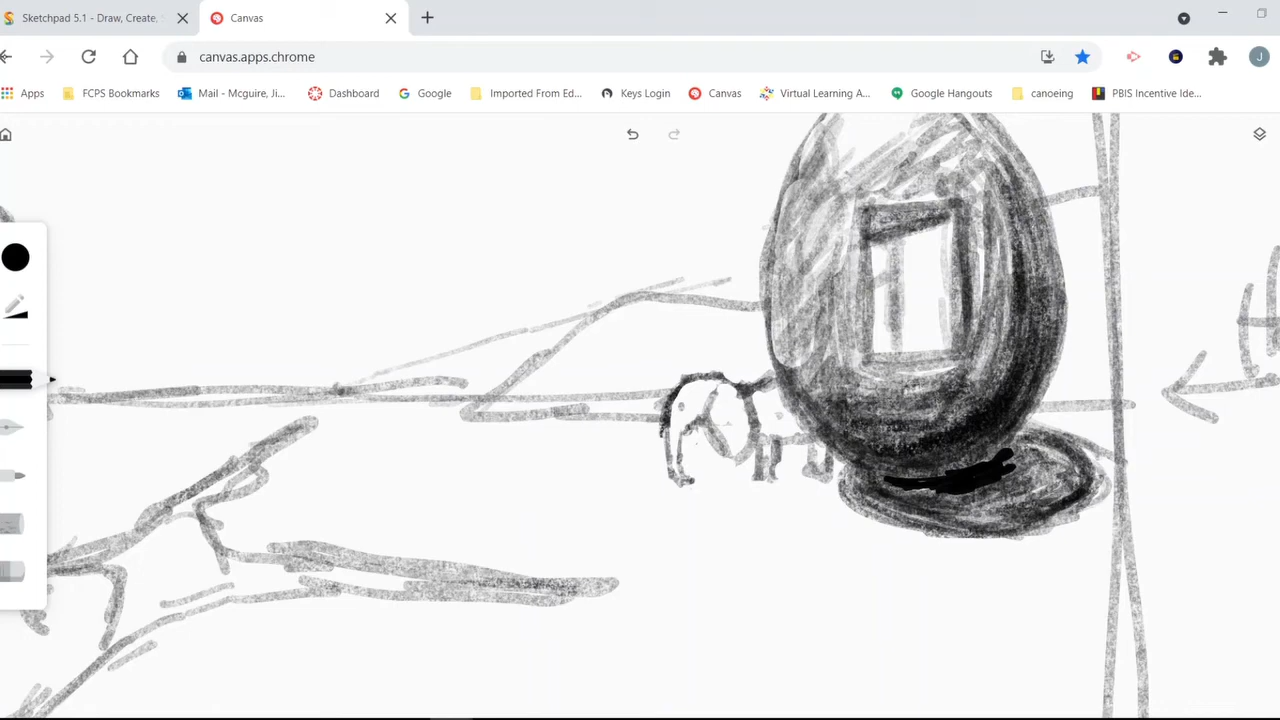 Sketchpad 5.1 - Draw, Create,
Canvas
canvas.apps.chrome
J
Apps
FCPS Bookmarks
Mail - Mcguire, Ji...
Dashboard
Google
Imported From Ed...
Keys Login
Canvas
Virtual Learning A...
Google Hangouts
canoeing
PBIS Incentive Ide...